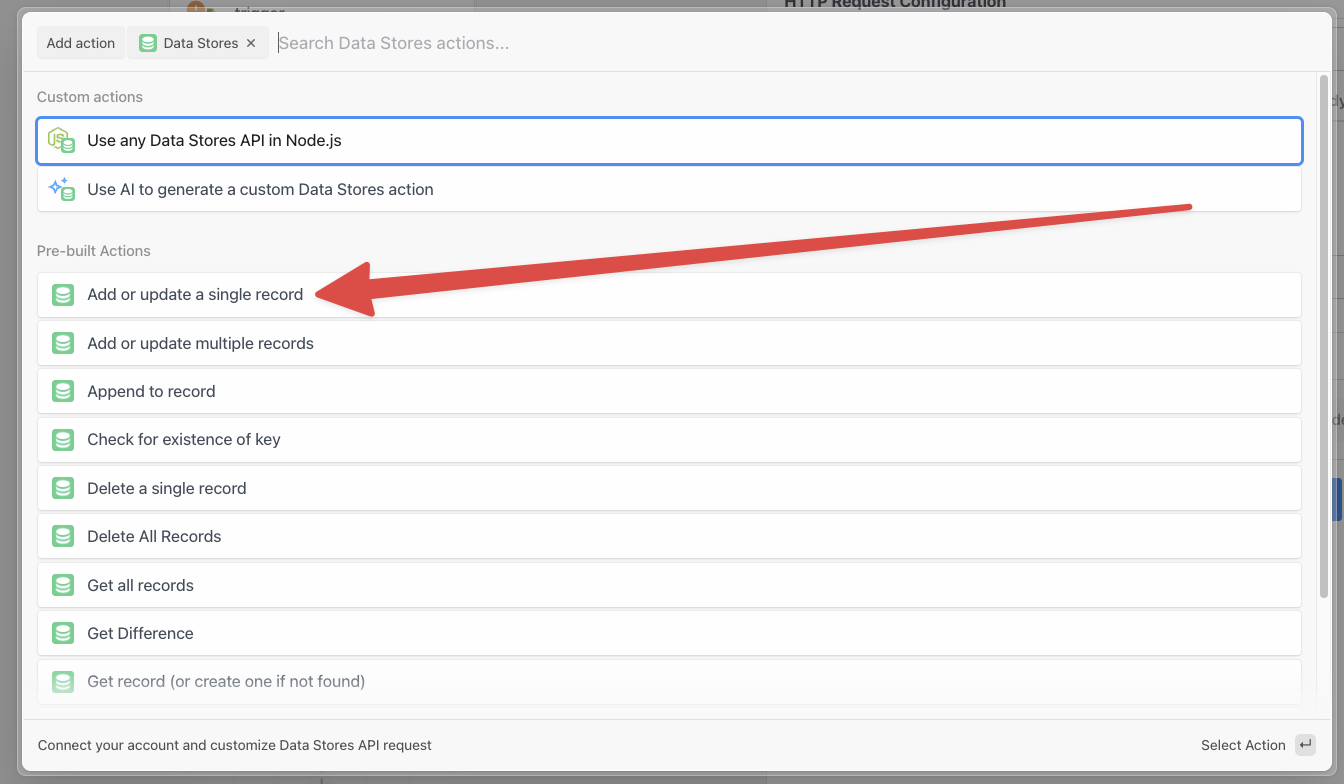 HTTP Request Configuration
trigger
Add action
Data Stores
Search Data Stores actions...
Custom actions
Use any Data Stores API in Node.js
Use AI to generate a custom Data Stores action
Pre-built Actions
Add or update a single record
Add or update multiple records
Append to record
Check for existence of key
Delete a single record
Delete All Records
Get all records
Get Difference
Get record (or create one if not found)
Connect your account and customize Data Stores API request
Select Action